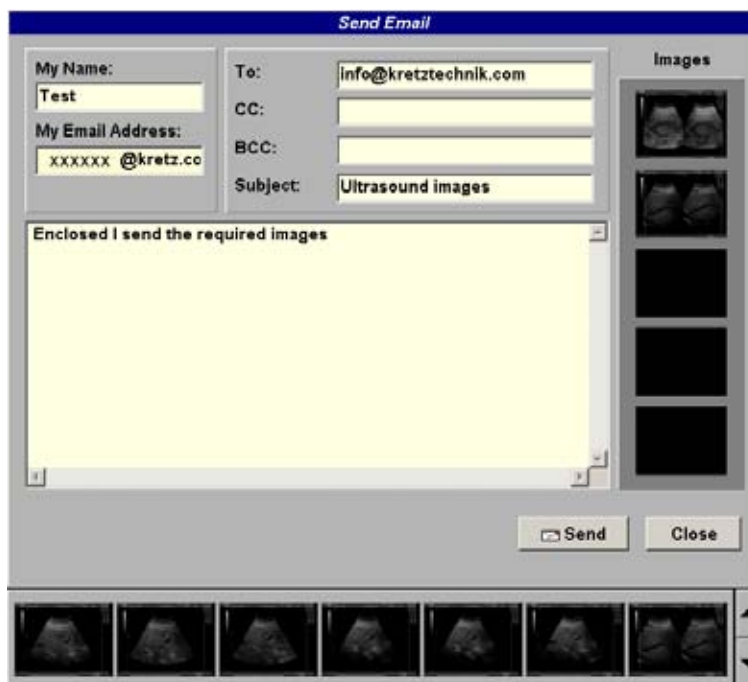 Send Email
My Name:
Test
My Email Address:
xxxxxx @kretz.co
To:
info@kretztechnik.com
CC:
BCC:
Subject:
Ultrasound images
Images
Enclosed I send the required images
Send
Close